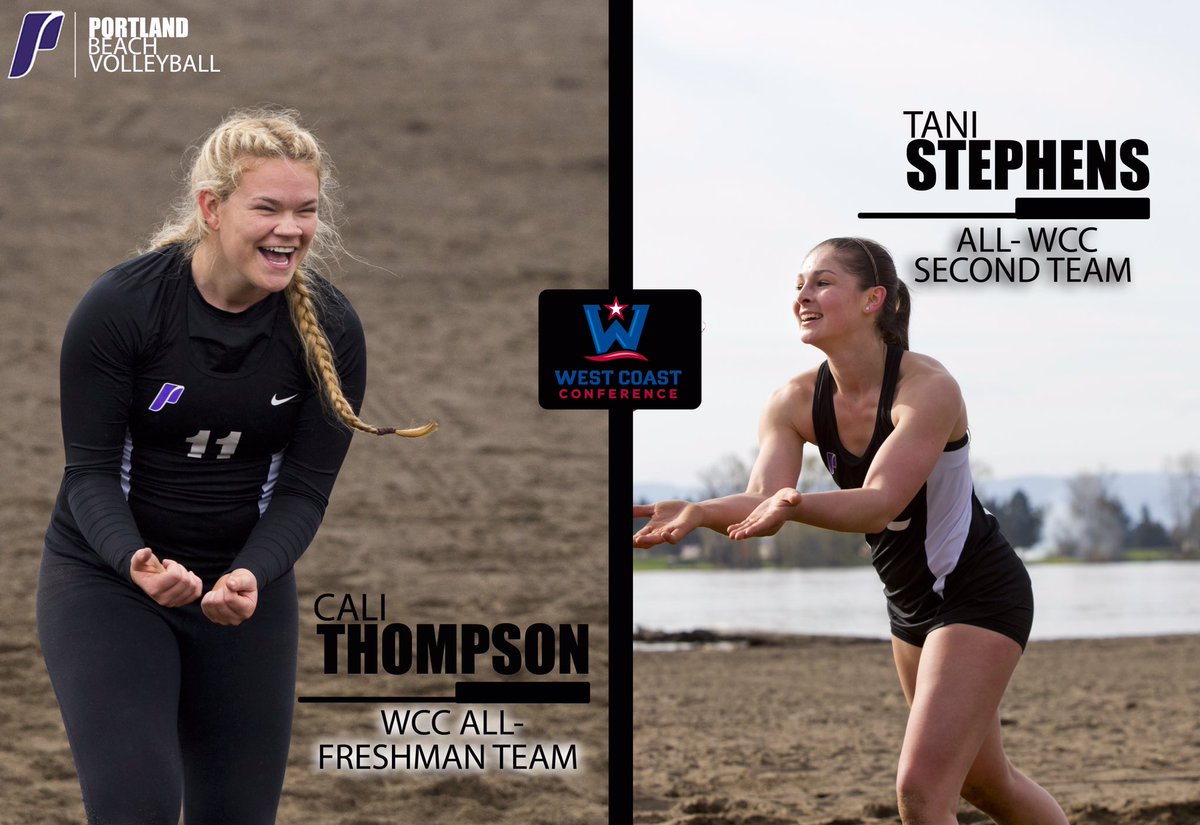 PORTLAND
BEACH
VOLLEYBALL
11
CALI
THOMPSON
WCC ALL-
FRESHMAN TEAM
W
WEST COAST
CONFERENCE
TANI
STEPHENS
ALL- WCC
SECOND TEAM